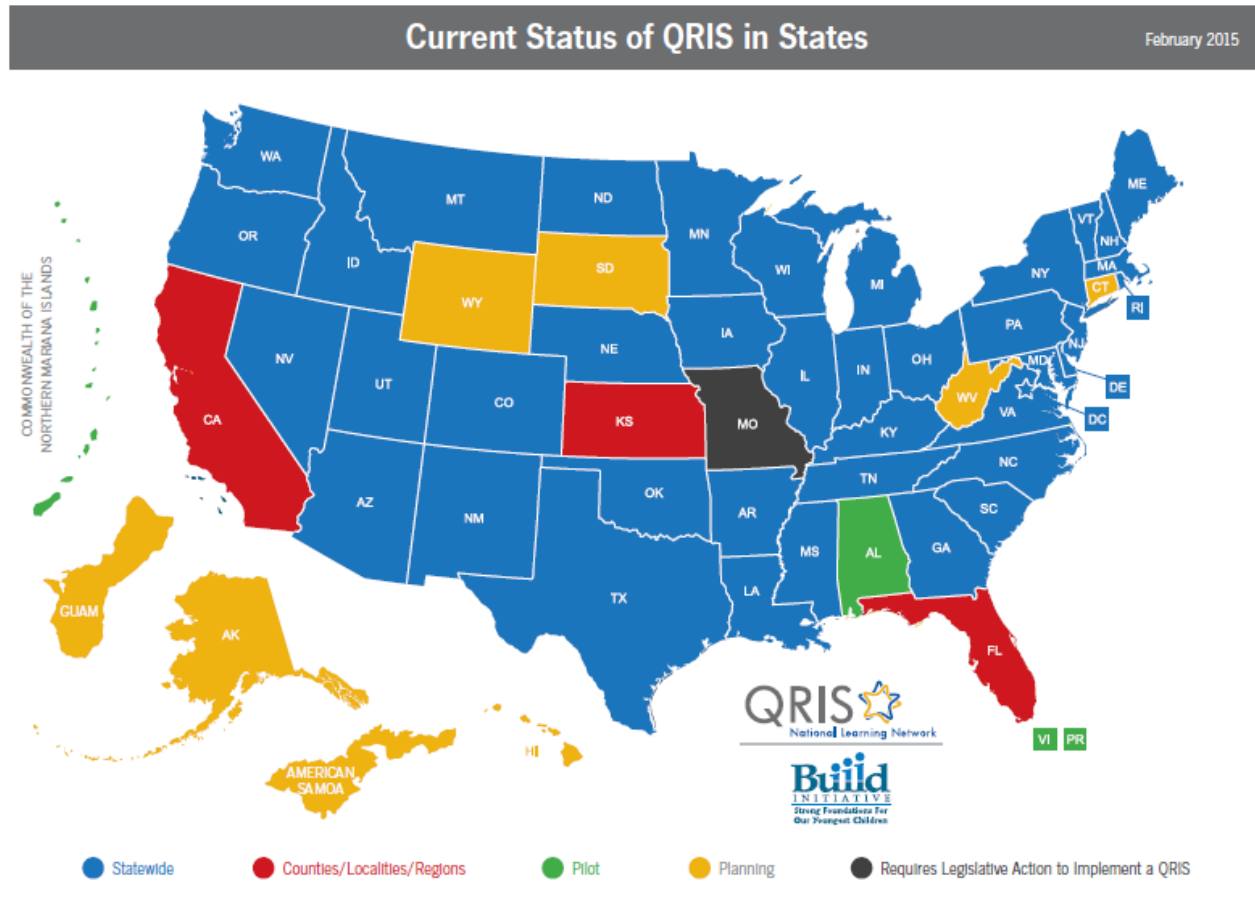 Current Status of QRIS in States
February 2015
COMMONWEALTH OF THE
NORTHERN MARIANA ISLANDS
WA
MT
ND
MN
ME
VT
NH
OR
ID
SD
WI
MI
NY
MA
CT
RI
WY
IA
PA
NJ
NE
NV
UT
IL
IN
OH
MD
DE
CO
WV
VA
DC
CA
KS
MO
KY
NC
TN
AZ
NM
OK
AR
SC
MS
AL
GA
LA
TX
GUAM
AK
FL
QRIS
National Learning Network
VI
PR
HI
AMERICAN
SAMOA
Build
INITIATIVE
Strong Foundations For
Our Youngest Children
Statewide
Counties/Localities/Regions
Pilot
Planning
Requires Legislative Action to Implement a QRIS